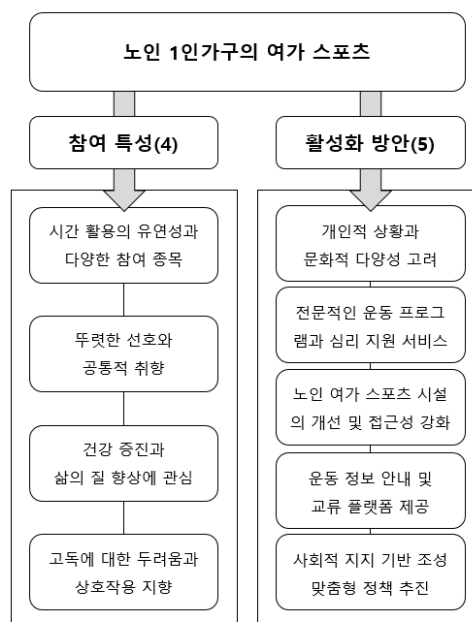 노인 1인가구의 여가 스포츠
참여 특성(4)
시간 활용의 유연성과
다양한 참여 종목
뚜렷한 선호와
공통적 취향
건강 증진과
삶의 질 향상에 관심
고독에 대한 두려움과
상호작용 지향
활성화 방안(5)
개인적 상황과
문화적 다양성 고려
전문적인 운동 프로그
램과 심리 지원 서비스
노인 여가 스포츠 시설
의 개선 및 접근성 강화
운동 정보 안내 및
교류 플랫폼 제공
사회적 지지 기반 조성
맞춤형 정책 추진